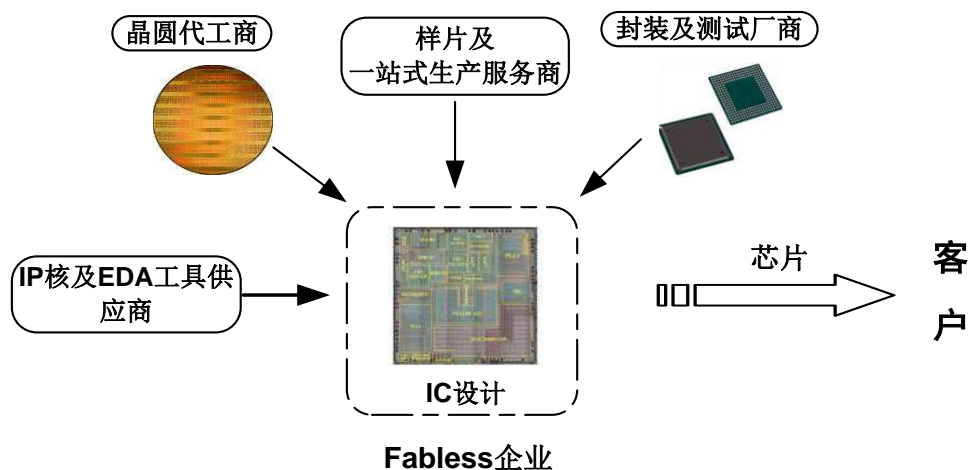 晶圆代工商
样片及
一站式生产服务商
封装及测试厂商
IP核及EDA工具供
应商
IC设计
芯片
客
户
Fabless企业